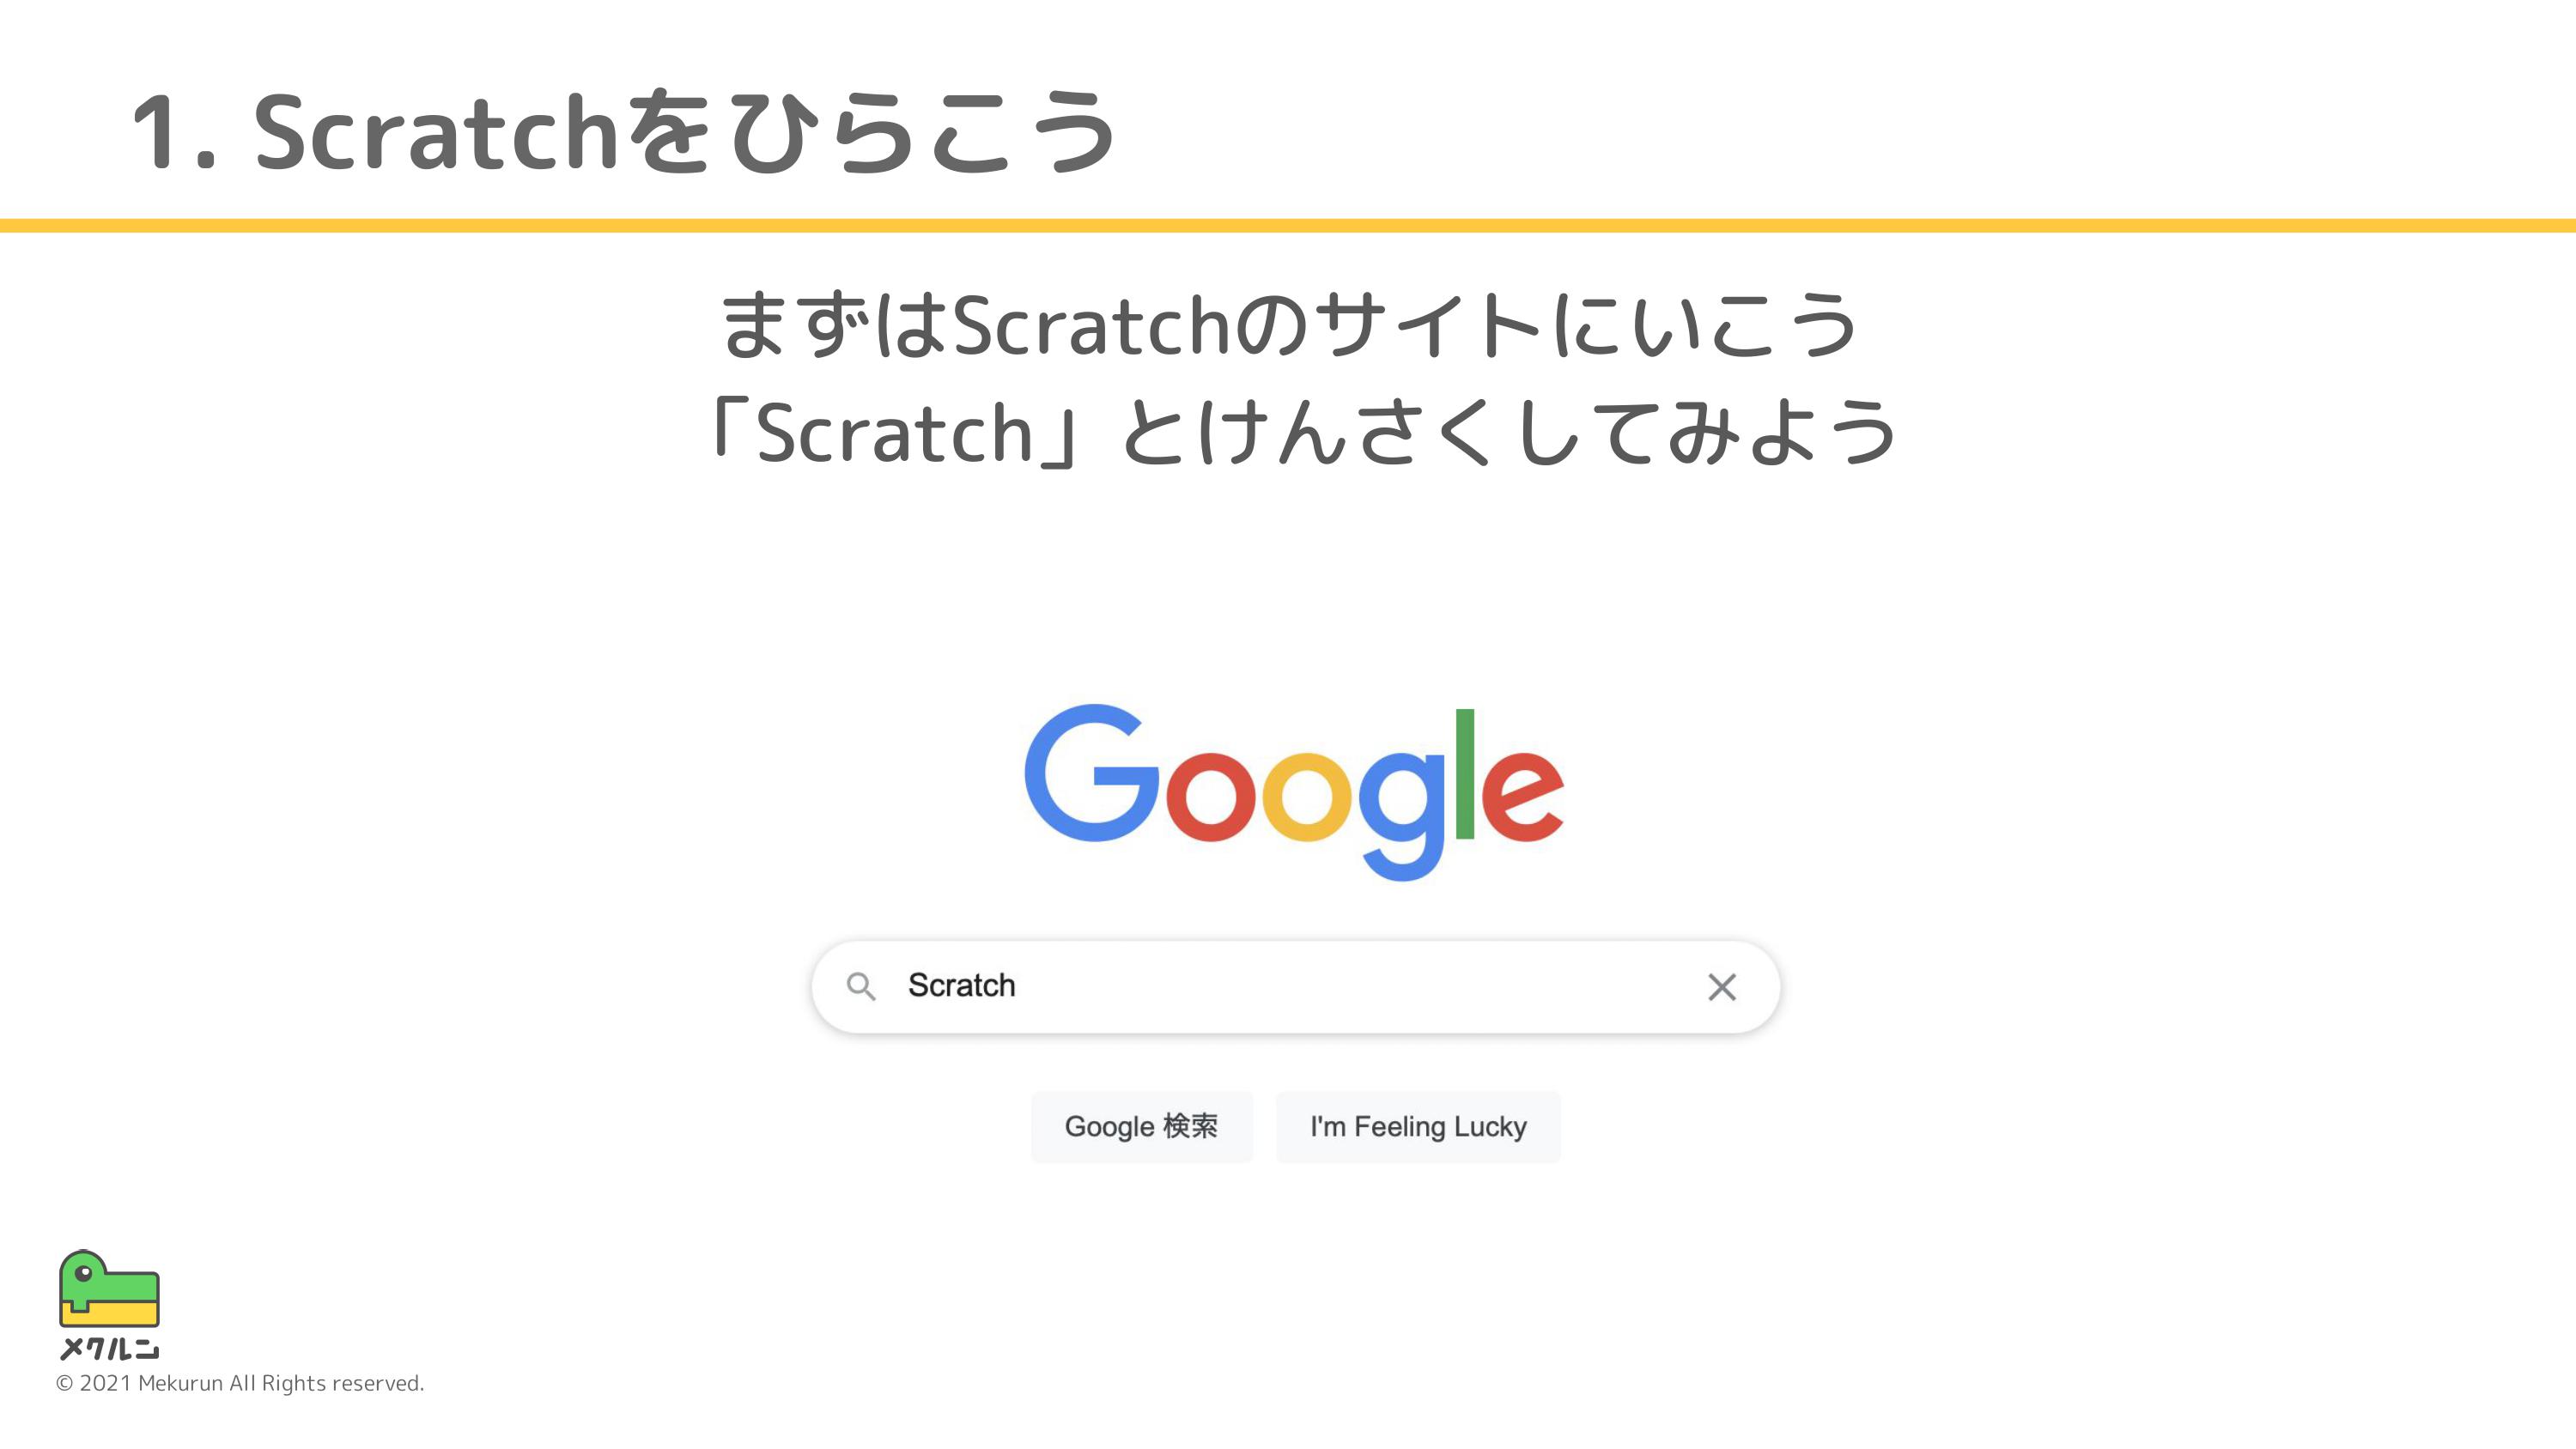 1. Scratchをひらこう
まずはScratchのサイトにいこう
「Scratch」とけんさくしてみよう
Google
Scratch
Google 検索
I'm Feeling Lucky
メクルン
© 2021 Mekurun All Rights reserved.